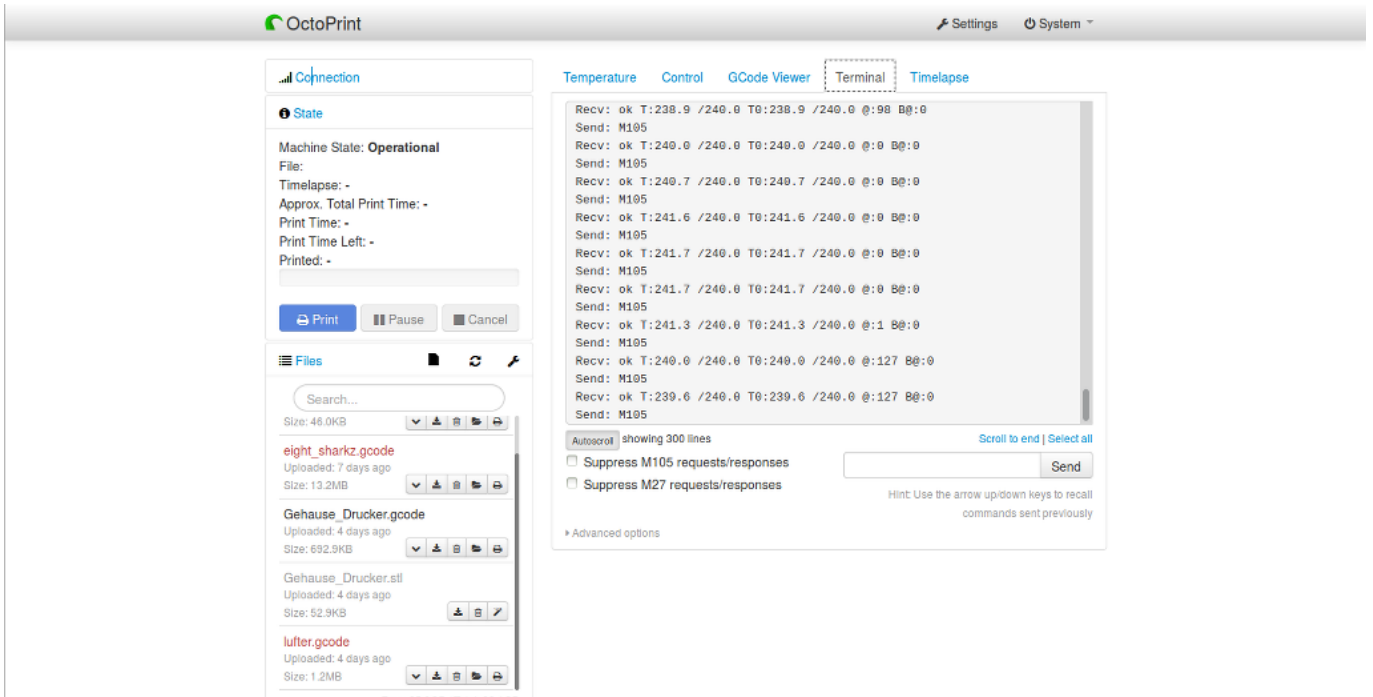 OctoPrint
Settings
System
Connection
State
Machine State: Operational
File:
Timelapse: -
Approx. Total Print Time: -
Print Time: -
Print Time Left: -
Printed: -
Print
Pause
Cancel
Files
Search...
Size: 46.0KB
eight_sharkz.gcode
Uploaded: 7 days ago
Size: 13.2MB
Gehause_Drucker.gcode
Uploaded: 4 days ago
Size: 692.9KB
Gehause_Drucker.stl
Uploaded: 4 days ago
Size: 52.9KB
lufter.gcode
Uploaded: 4 days ago
Size: 1.2MB
Temperature
Control
GCode Viewer
Terminal
Timelapse
Recv: ok T:238.9 /240.0 T0:238.9 /240.0 @:98 B@:0
Send: M105
Recv: ok T:240.0 /240.0 T0:240.0 /240.0 @:0 B@:0
Send: M105
Recv: ok T:240.7 /240.0 T0:240.7 /240.0 @:0 B@:0
Send: M105
Recv: ok T:241.6 /240.0 T0:241.6 /240.0 @:0 B@:0
Send: M105
Recv: ok T:241.7 /240.0 T0:241.7 /240.0 @:0 B@:0
Send: M105
Recv: ok T:241.7 /240.0 T0:241.7 /240.0 @:0 B@:0
Send: M105
Recv: ok T:241.3 /240.0 T0:241.3 /240.0 @:1 B@:0
Send: M105
Recv: ok T:240.0 /240.0 T0:240.0 /240.0 @:127 B@:0
Send: M105
Recv: ok T:239.6 /240.0 T0:239.6 /240.0 @:127 B@:0
Send: M105
Autoscroll showing 300 lines
Scroll to end | Select all
Suppress M105 requests/responses
Suppress M27 requests/responses
Send
Hint: Use the arrow up/down keys to recall
commands sent previously
Advanced options